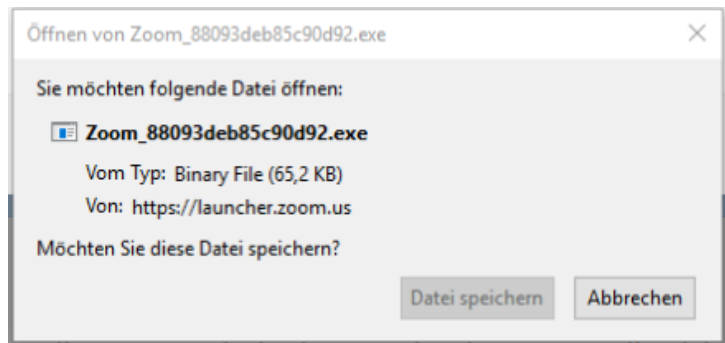 Öffnen von Zoom_88093deb85c90d92.exe
Sie möchten folgende Datei öffnen:
Zoom_88093deb85c90d92.exe
Vom Typ: Binary File (65,2 KB)
Von: https://launcher.zoom.us
Möchten Sie diese Datei speichern?
Datei speichern Abbrechen